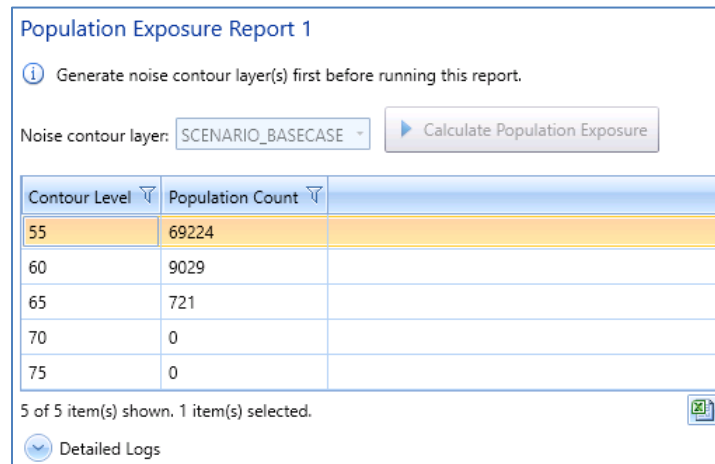 Population Exposure Report 1
Generate noise contour layer(s) first before running this report.
Noise contour layer: SCENARIO_BASECASE Calculate Population Exposure
Contour Level Population Count
55 69224
60 9029
65 721
70 0
75 0
5 of 5 item(s) shown. 1 item(s) selected.
Detailed Logs